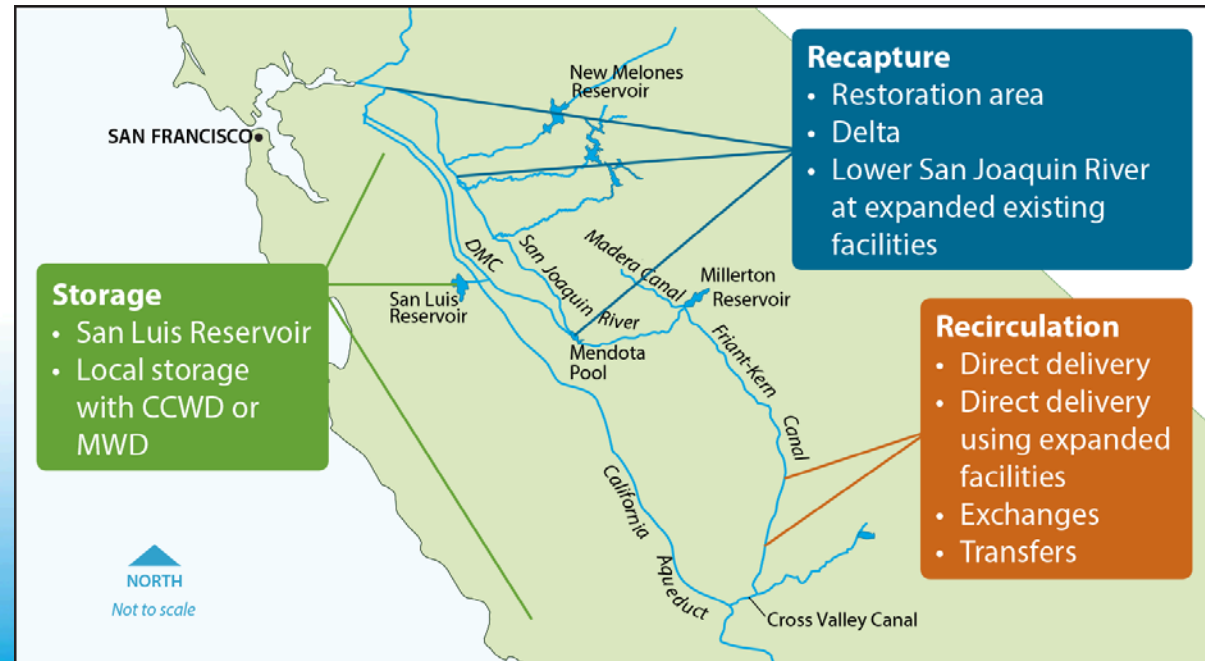 Recapture
• Restoration area
• Delta
• Lower San Joaquin River
at expanded existing
facilities
New Melones
Reservoir
SAN FRANCISCO
Madera Canal
Millerton
Reservoir
DMC
San Joaquin River
San Luis
Reservoir
Mendota
Pool
Friant-Kern
Canal
Storage
• San Luis Reservoir
• Local storage
with CCWD or
MWD
Recirculation
• Direct delivery
• Direct delivery
using expanded
facilities
• Exchanges
• Transfers
California
Aqueduct
NORTH
Not to scale
Cross Valley Canal